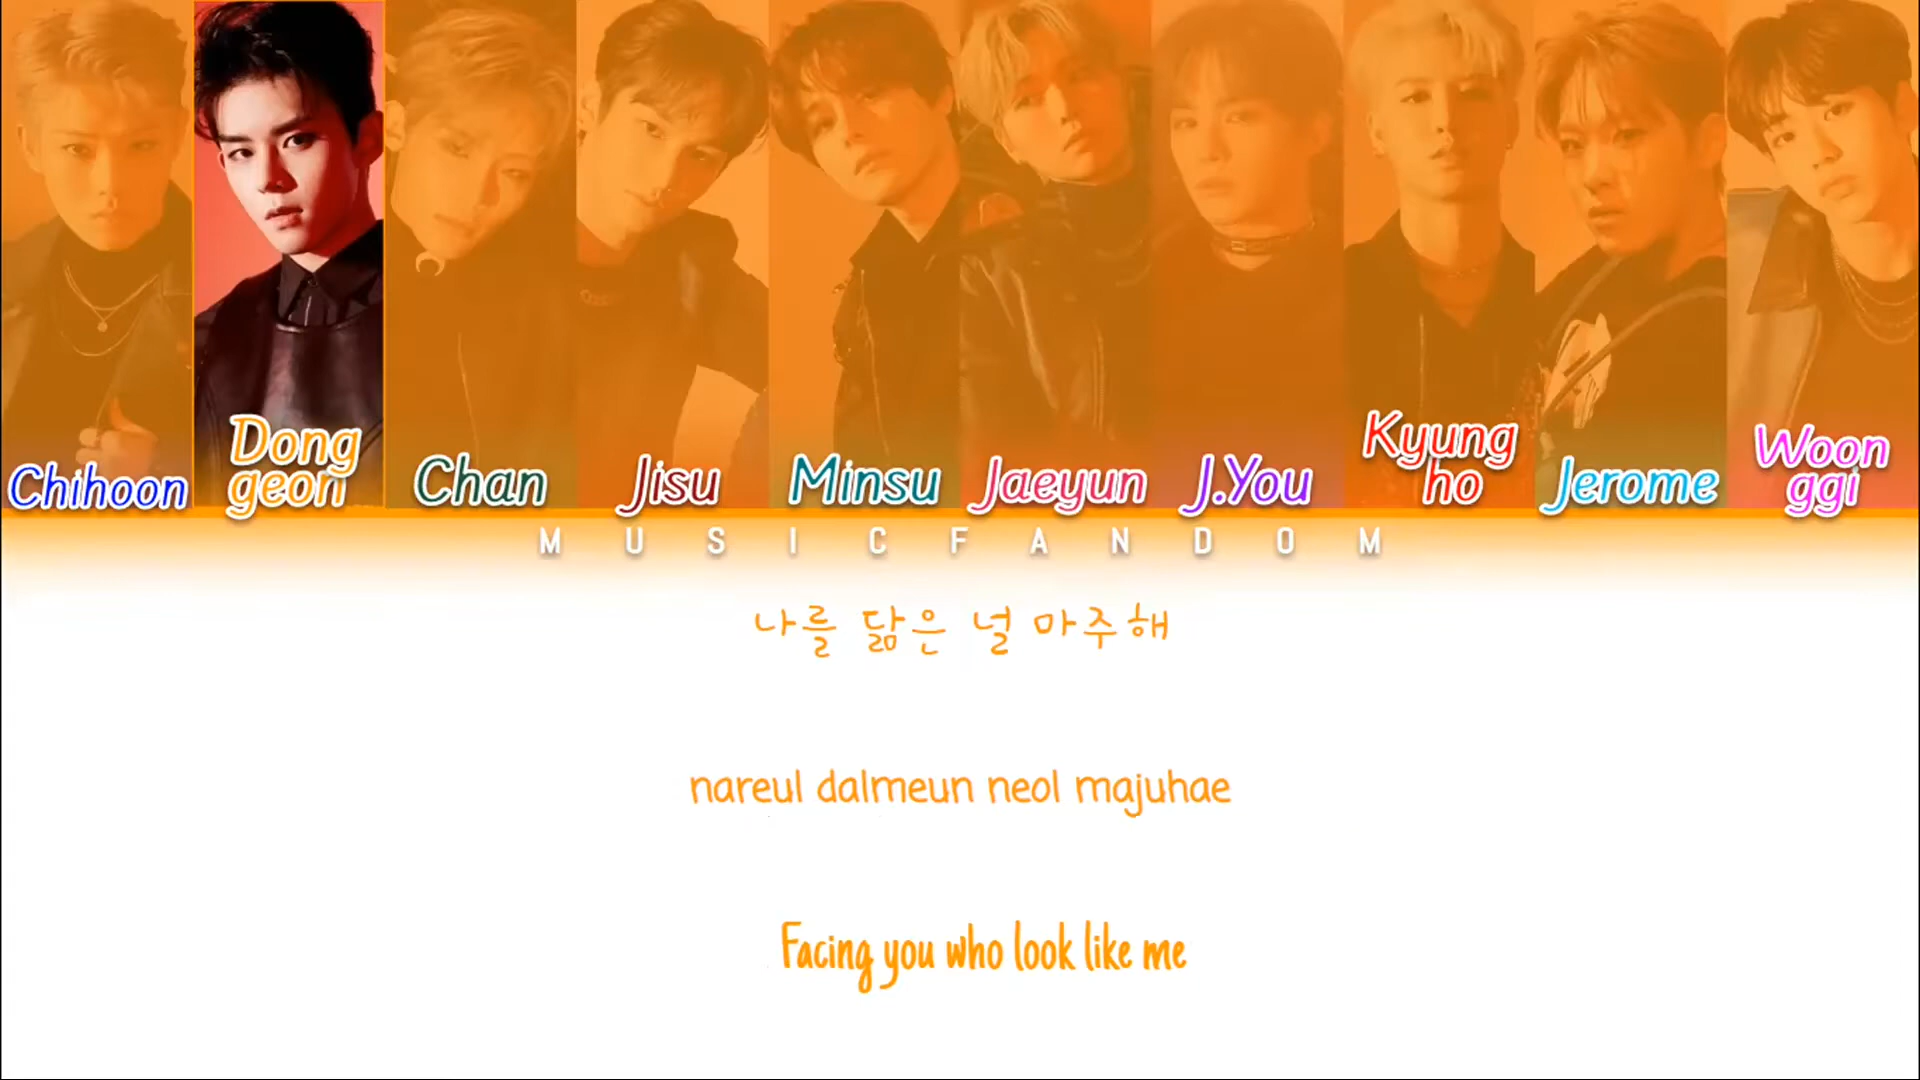 Chihoon
Dong
geon
Chan
Jisu
Minsu
Jaeyun
J.You
Kyung
ho
Jerome
Woon
ggi
MUSICFANDOM
나를 닮은 널 마주해
nareul dalmeun neol majuhae
Facing you who look like me